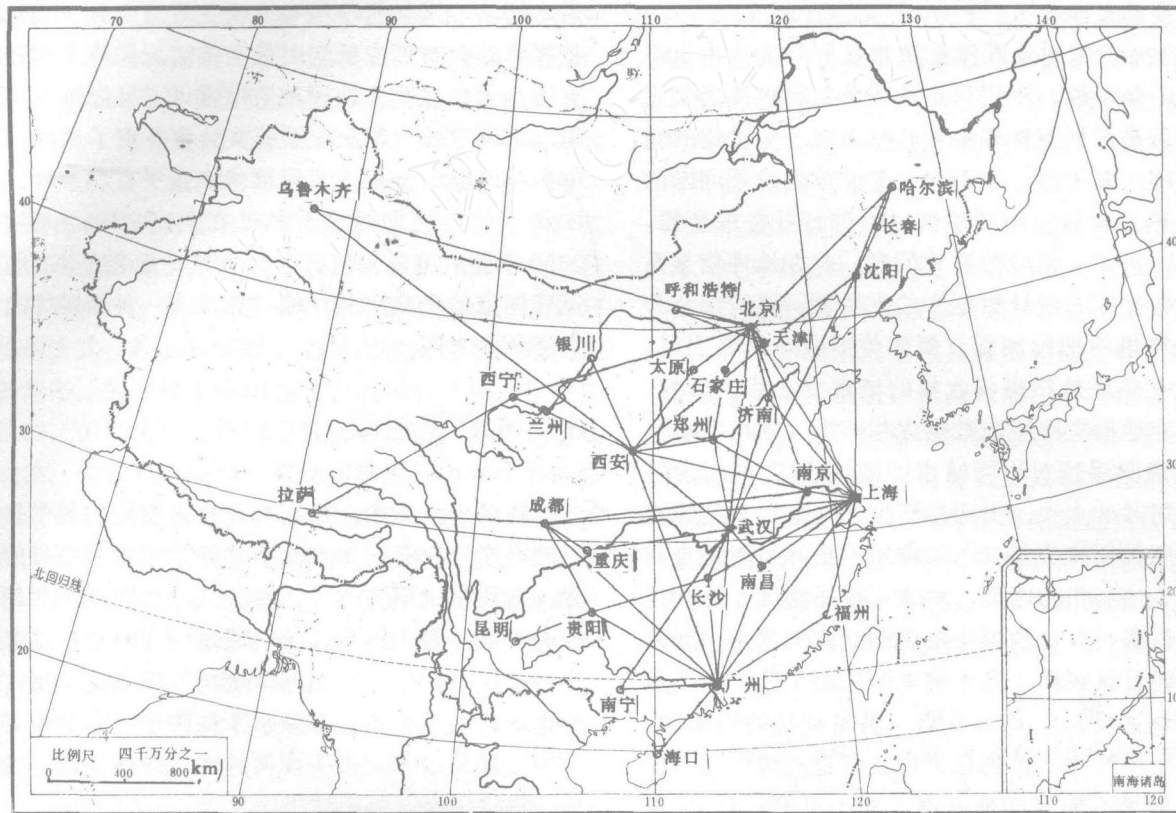 70
80
90
100
110
120
130
140
40
乌鲁木齐
哈尔滨
长春
40
沈阳
呼和浩特
北京
天津
银川
太原
石家庄
西宁
济南
兰州
郑州
30
西安
30
南京
上海
拉萨
成都
武汉
重庆
南昌
北回归线
长沙
20
福州
昆明
贵阳
20
广州
南宁
10
海口
比例尺 四千万分之一
0 400 800 km)
南海诸岛
90
100
110
120
110
120